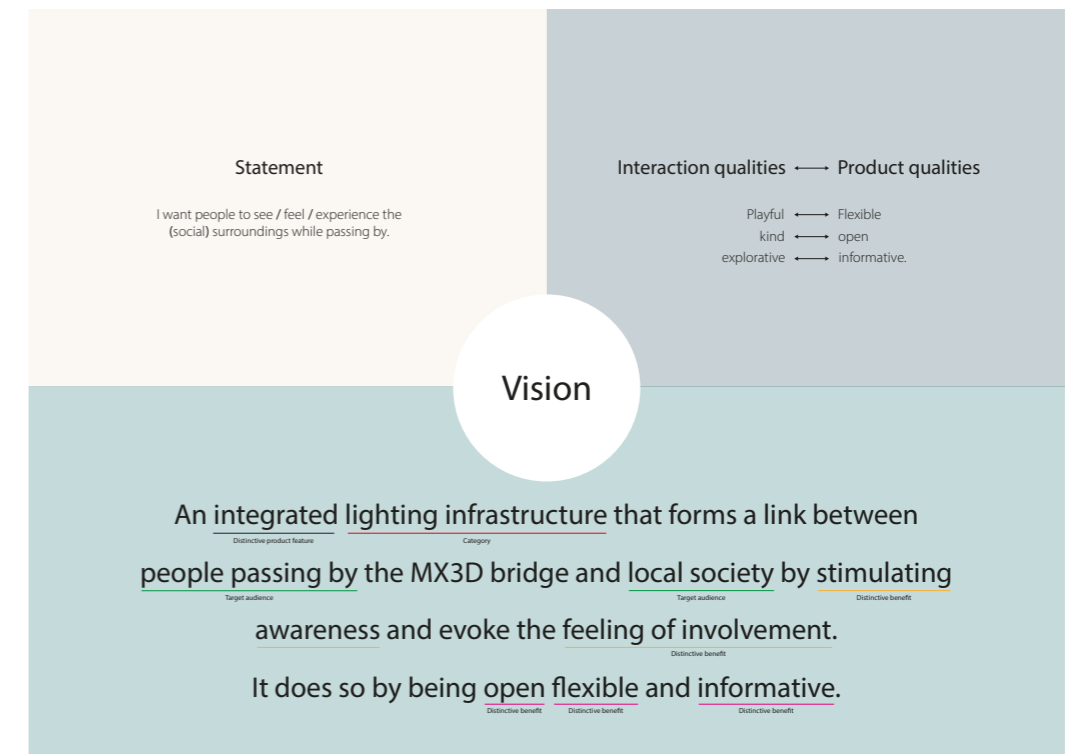 Statement
I want people to see / feel / experience the
(social) surroundings while passing by.
Interaction qualities ⟷ Product qualities
Playful ⟷ Flexible
kind ⟷ open
explorative ⟷ informative.
Vision
An integrated lighting infrastructure that forms a link between
Distinctive product feature Category
people passing by the MX3D bridge and local society by stimulating
Target audience Target audience Distinctive benefit
awareness and evoke the feeling of involvement.
Distinctive benefit
It does so by being open flexible and informative.
Distinctive benefit Distinctive benefit Distinctive benefit